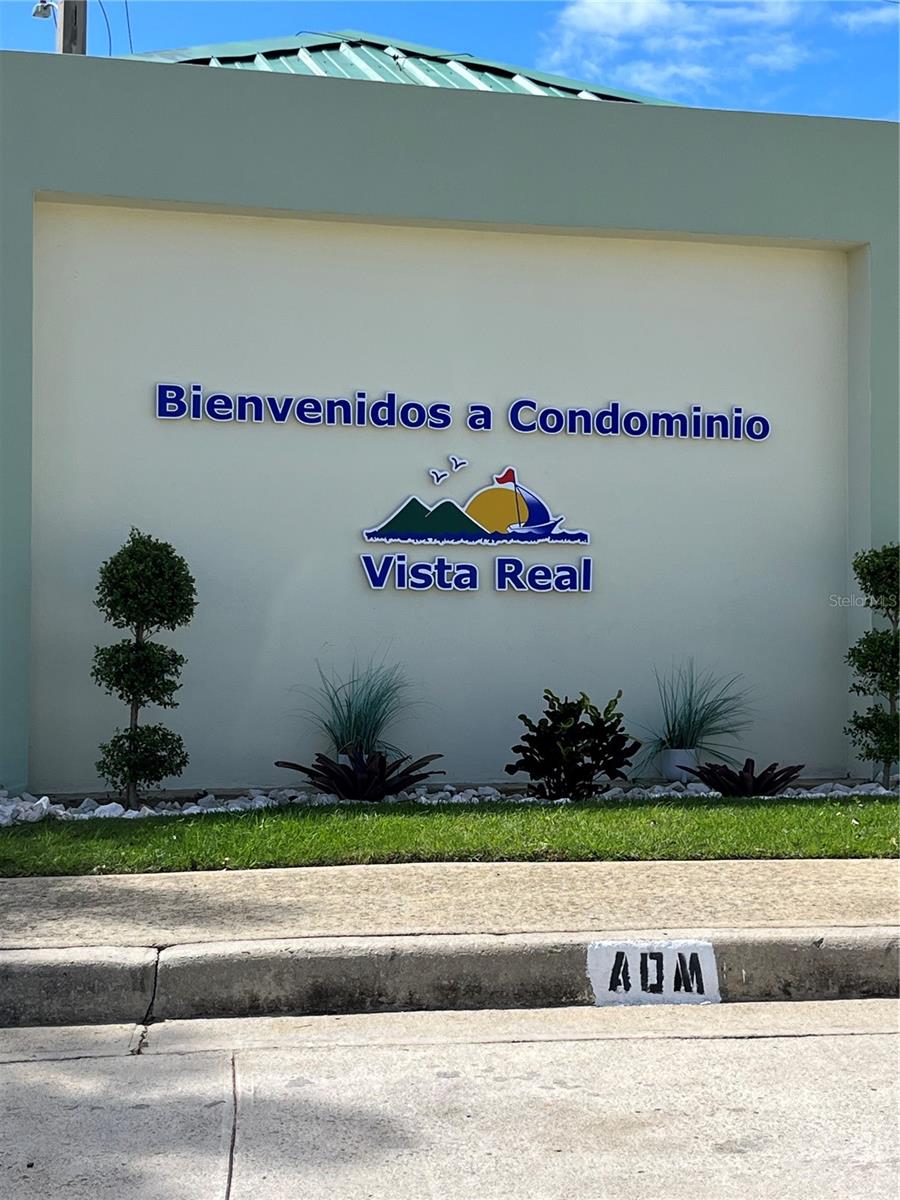 Bienvenidos a Condominio
Vista Real
StellarMLS
ADM